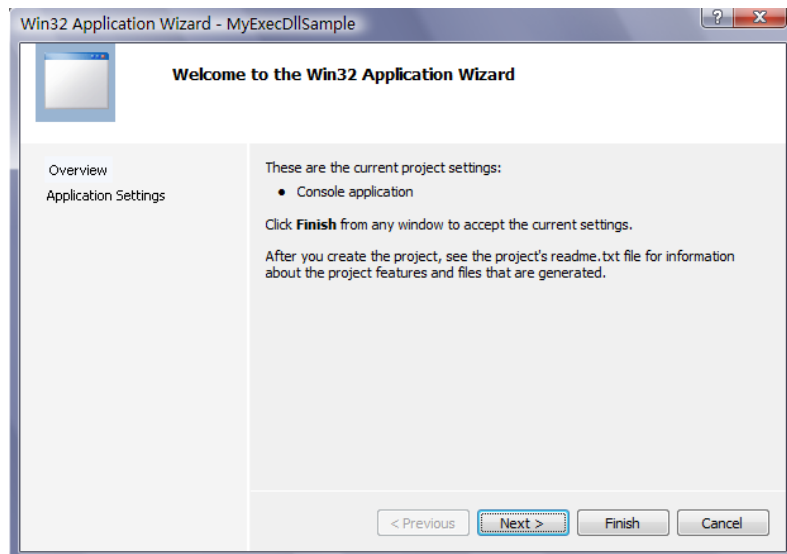 Win32 Application Wizard - MyExecDllSample
Welcome to the Win32 Application Wizard
Overview
Application Settings
These are the current project settings:
• Console application
Click Finish from any window to accept the current settings.
After you create the project, see the project's readme.txt file for information
about the project features and files that are generated.
< Previous
Next >
Finish
Cancel